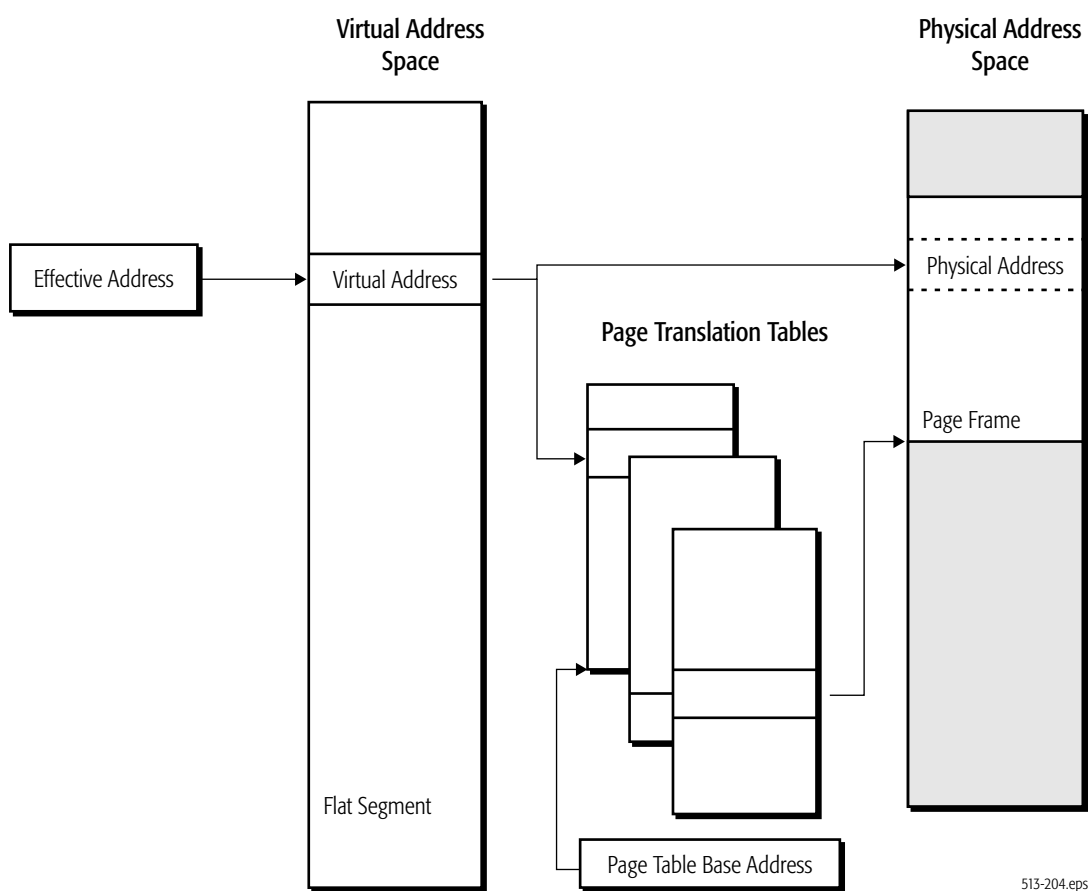 Virtual Address
Space
Physical Address
Space
Effective Address
Virtual Address
Physical Address
Page Translation Tables
Page Frame
Flat Segment
Page Table Base Address
513-204.eps